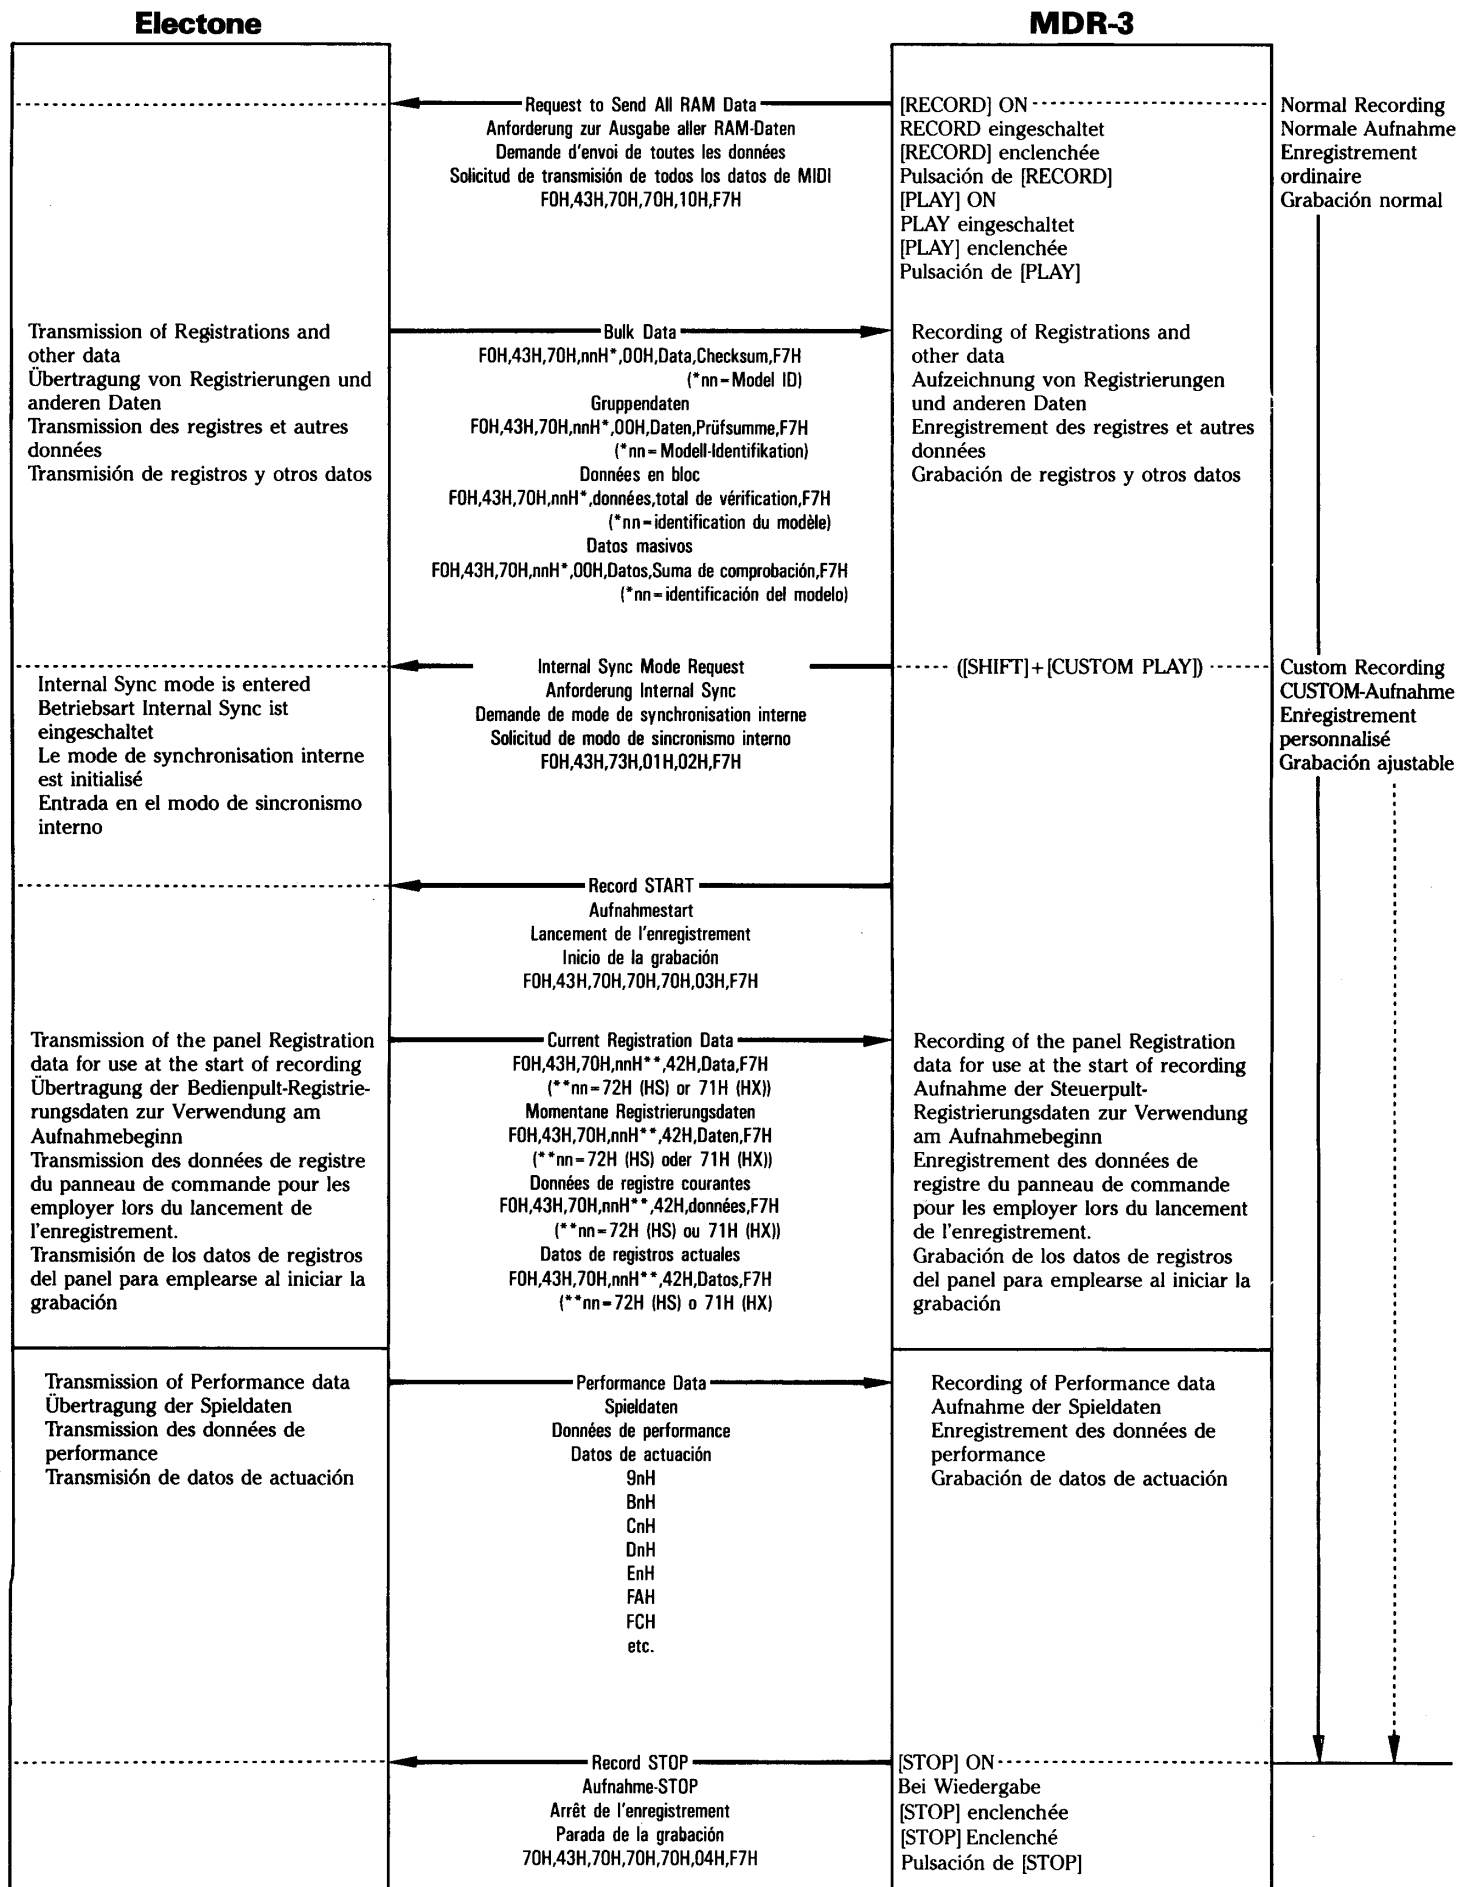 Electone
MDR-3
Request to Send All RAM Data
Anforderung zur Ausgabe aller RAM-Daten
Demande d'envoi de toutes les données
Solicitud de transmisión de todos los datos de MIDI
F0H,43H,70H,70H,10H,F7H
[RECORD] ON
RECORD eingeschaltet
[RECORD] enclenchée
Pulsación de [RECORD]
[PLAY] ON
PLAY eingeschaltet
[PLAY] enclenchée
Pulsación de [PLAY]
Normal Recording
Normale Aufnahme
Enregistrement
ordinaire
Grabación normal
Transmission of Registrations and
other data
Übertragung von Registrierungen und
anderen Daten
Transmission des registres et autres
données
Transmisión de registros y otros datos
Bulk Data
F0H,43H,70H,nnH*,00H,Data,Checksum,F7H
(*nn=Model ID)
Gruppendaten
F0H,43H,70H,nnH*,00H,Daten,Prüfsumme,F7H
(*nn=Modell-Identifikation)
Données en bloc
F0H,43H,70H,nnH*,données,total de vérification,F7H
(*nn=identification du modèle)
Datos masivos
F0H,43H,70H,nnH*,00H,Datos,Suma de comprobación,F7H
(*nn=identificación del modelo)
Recording of Registrations and
other data
Aufzeichnung von Registrierungen
und anderen Daten
Enregistrement des registres et autres
données
Grabación de registros y otros datos
Internal Sync mode is entered
Betriebsart Internal Sync ist
eingeschaltet
Le mode de synchronisation interne
est initialisé
Entrada en el modo de sincronismo
interno
Internal Sync Mode Request
Anforderung Internal Sync
Demande de mode de synchronisation interne
Solicitud de modo de sincronismo interno
F0H,43H,73H,01H,02H,F7H
([SHIFT]+[CUSTOM PLAY])
Custom Recording
CUSTOM-Aufnahme
Enregistrement
personnalisé
Grabación ajustable
Record START
Aufnahmestart
Lancement de l'enregistrement
Inicio de la grabación
F0H,43H,70H,70H,70H,03H,F7H
Transmission of the panel Registration
data for use at the start of recording
Übertragung der Bedienpult-Registrie-
rungsdaten zur Verwendung am
Aufnahmebeginn
Transmission des données de registre
du panneau de commande pour les
employer lors du lancement de
l'enregistrement.
Transmisión de los datos de registros
del panel para emplearse al iniciar la
grabación
Current Registration Data
F0H,43H,70H,nnH**,42H,Data,F7H
(**nn=72H (HS) or 71H (HX))
Momentane Registrierungsdaten
F0H,43H,70H,nnH**,42H,Daten,F7H
(**nn=72H (HS) oder 71H (HX))
Données de registre courantes
F0H,43H,70H,nnH**,42H,données,F7H
(**nn=72H (HS) ou 71H (HX))
Datos de registros actuales
F0H,43H,70H,nnH**,42H,Datos,F7H
(**nn=72H (HS) o 71H (HX)
Recording of the panel Registration
data for use at the start of recording
Aufnahme der Steuerpult-
Registrierungsdaten zur Verwendung
am Aufnahmebeginn
Enregistrement des données de
registre du panneau de commande
pour les employer lors du lancement
de l'enregistrement.
Grabación de los datos de registros
del panel para emplearse al iniciar la
grabación
Transmission of Performance data
Übertragung der Spieldaten
Transmission des données de
performance
Transmisión de datos de actuación
Performance Data
Spieldaten
Données de performance
Datos de actuación
9nH
BnH
CnH
DnH
EnH
FAH
FCH
etc.
Recording of Performance data
Aufnahme der Spieldaten
Enregistrement des données de
performance
Grabación de datos de actuación
Record STOP
Aufnahme-STOP
Arrêt de l'enregistrement
Parada de la grabación
70H,43H,70H,70H,70H,04H,F7H
[STOP] ON
Bei Wiedergabe
[STOP] enclenchée
[STOP] Enclenché
Pulsación de [STOP]